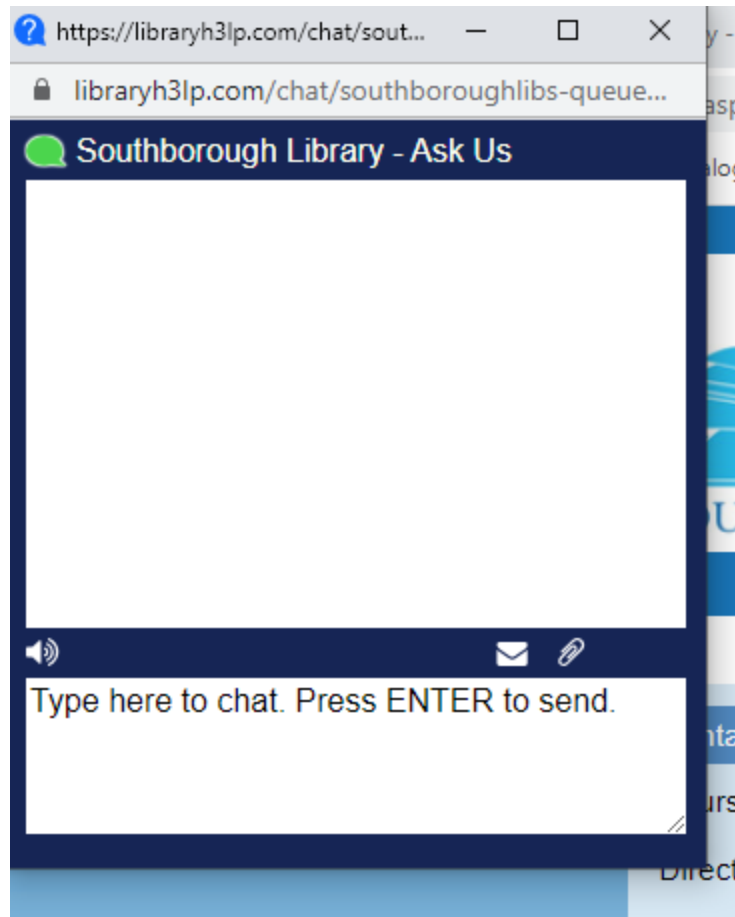 https://libraryh3lp.com/chat/sout...
libraryh3lp.com/chat/southboroughlibs-queue...
Southborough Library - Ask Us
Type here to chat. Press ENTER to send.